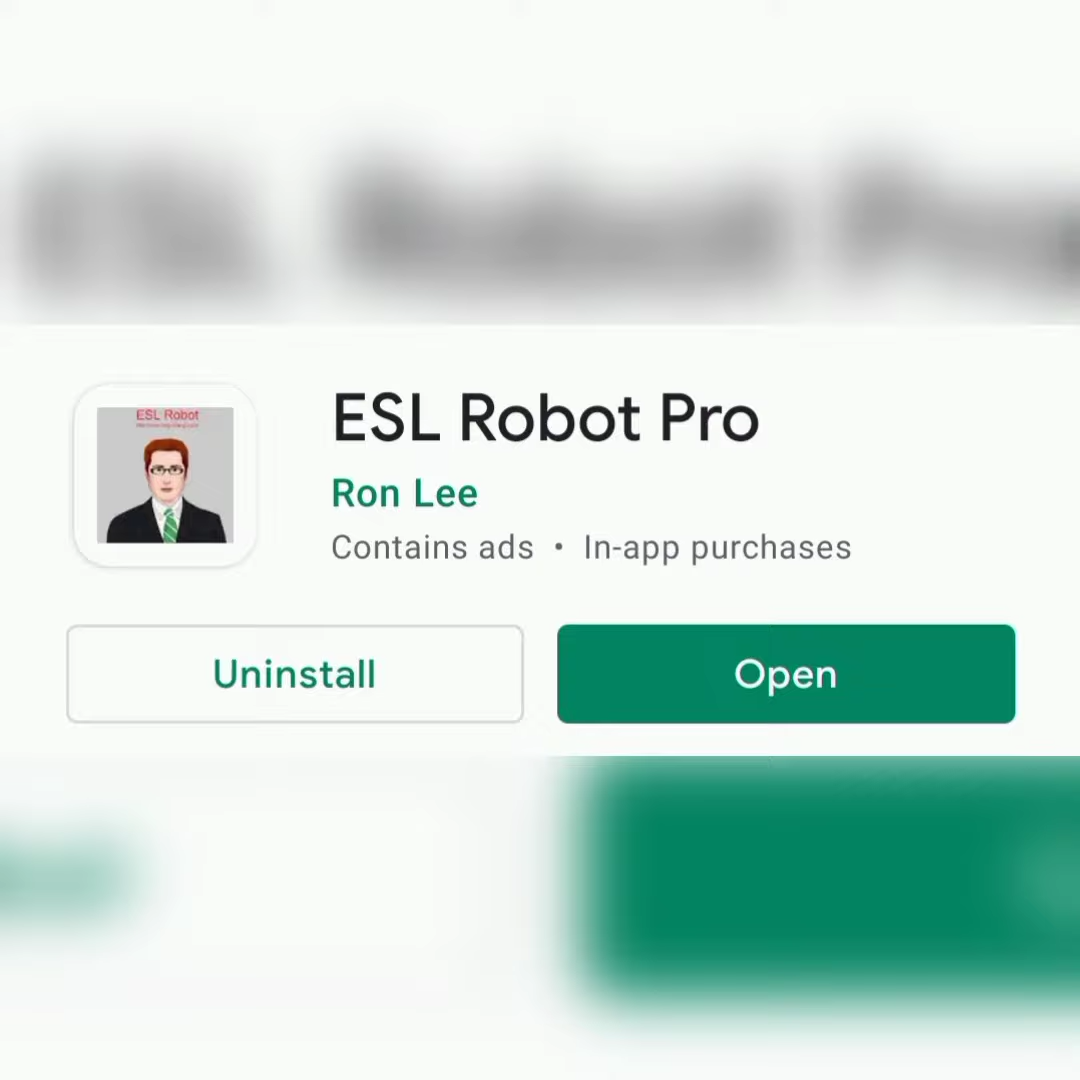 ESL Robot
ESL Robot Pro
Ron Lee
Contains ads • In-app purchases
Uninstall
Open